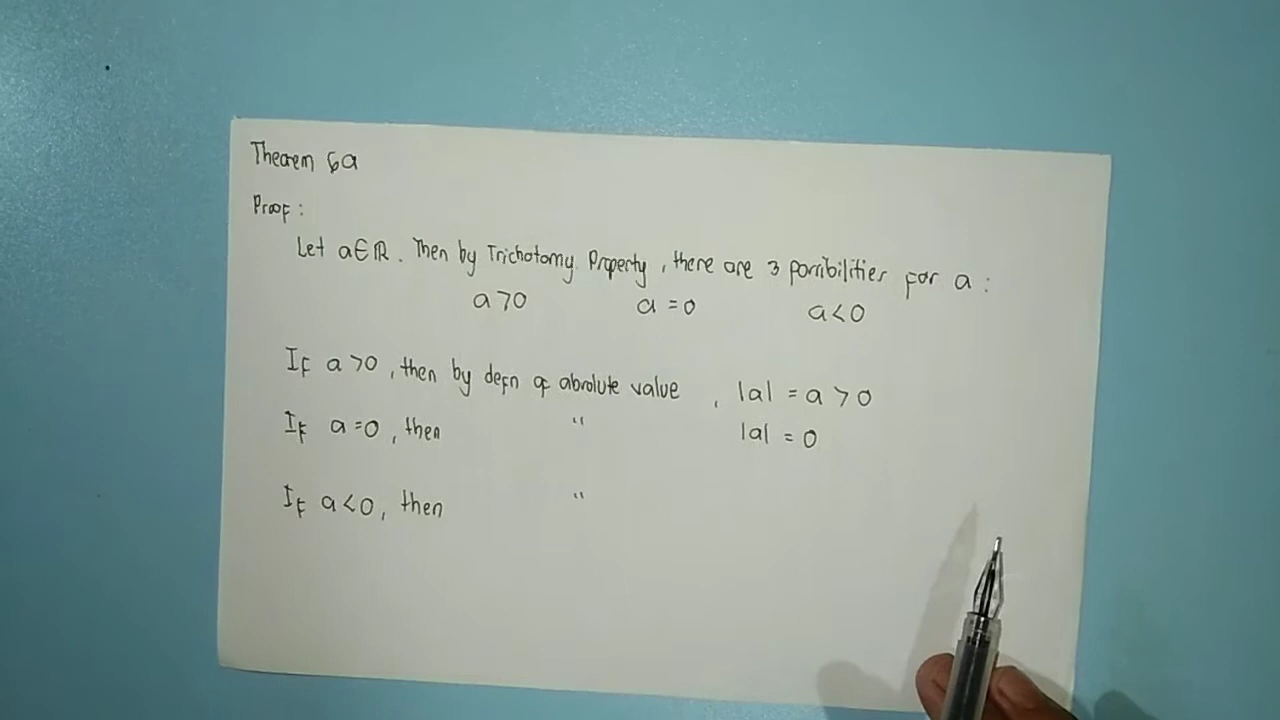 Theorem 6a
Proof :
Let a∈ℝ. Then by Trichotomy Property, there are 3 possibilities for a :
a>0 a=0 a<0
If a>0, then by defn of absolute value, |a| = a > 0
If a=0, then " |a| = 0
If a<0, then "